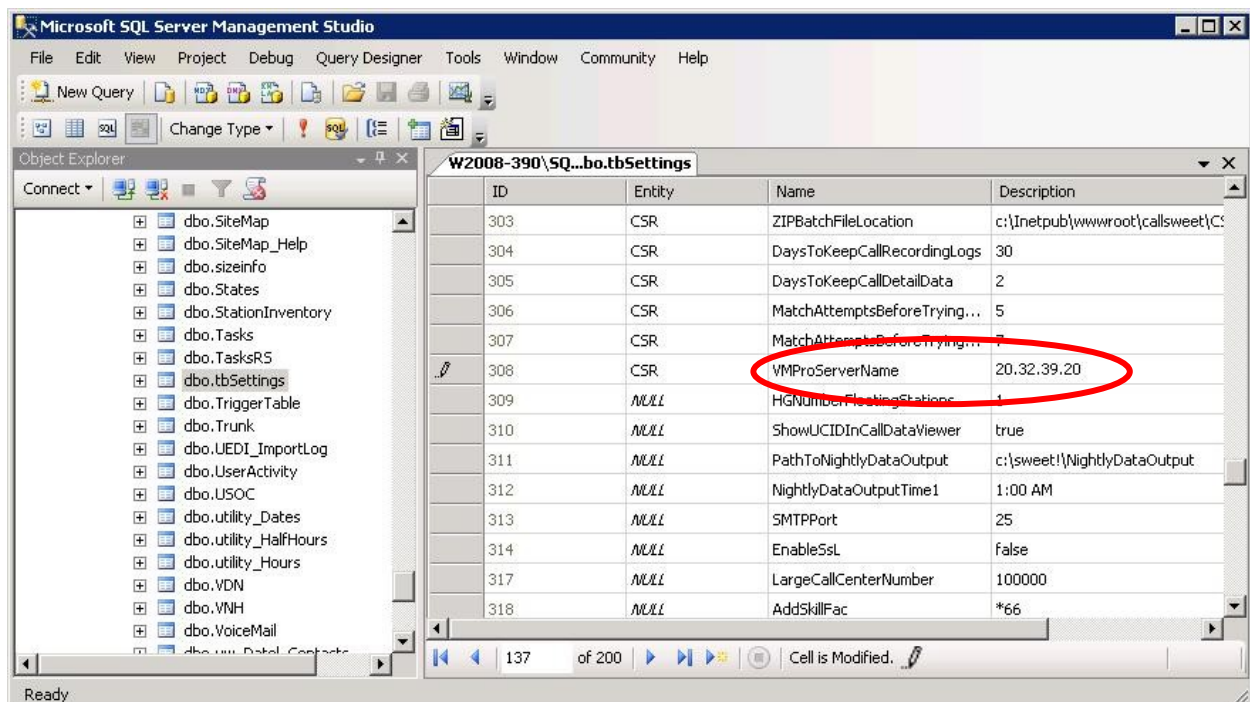 Microsoft SQL Server Management Studio
File Edit View Project Debug Query Designer Tools Window Community Help
New Query
Change Type
Object Explorer
W2008-390\SQ...bo.tbSettings
Connect
ID Entity Name Description
dbo.SiteMap
dbo.SiteMap_Help
dbo.sizeinfo
dbo.States
dbo.StationInventory
dbo.Tasks
dbo.TasksRS
dbo.tbSettings
dbo.TriggerTable
dbo.Trunk
dbo.UEDI_ImportLog
dbo.UserActivity
dbo.USOC
dbo.utility_Dates
dbo.utility_HalfHours
dbo.utility_Hours
dbo.VDN
dbo.VNH
dbo.VoiceMail
303 CSR ZIPBatchFileLocation c:\Inetpub\wwwroot\callsweet\CS
304 CSR DaysToKeepCallRecordingLogs 30
305 CSR DaysToKeepCallDetailData 2
306 CSR MatchAttemptsBeforeTrying... 5
307 CSR MatchAttemptsBeforeTrying... 7
308 CSR VMProServerName 20.32.39.20
309 NULL HGNumberFloatingStations 1
310 NULL ShowUCIDInCallDataViewer true
311 NULL PathToNightlyDataOutput c:\sweet!\NightlyDataOutput
312 NULL NightlyDataOutputTime1 1:00 AM
313 NULL SMTPPort 25
314 NULL EnableSsL false
317 NULL LargeCallCenterNumber 100000
318 NULL AddSkillFac *66
137 of 200 Cell is Modified.
Ready